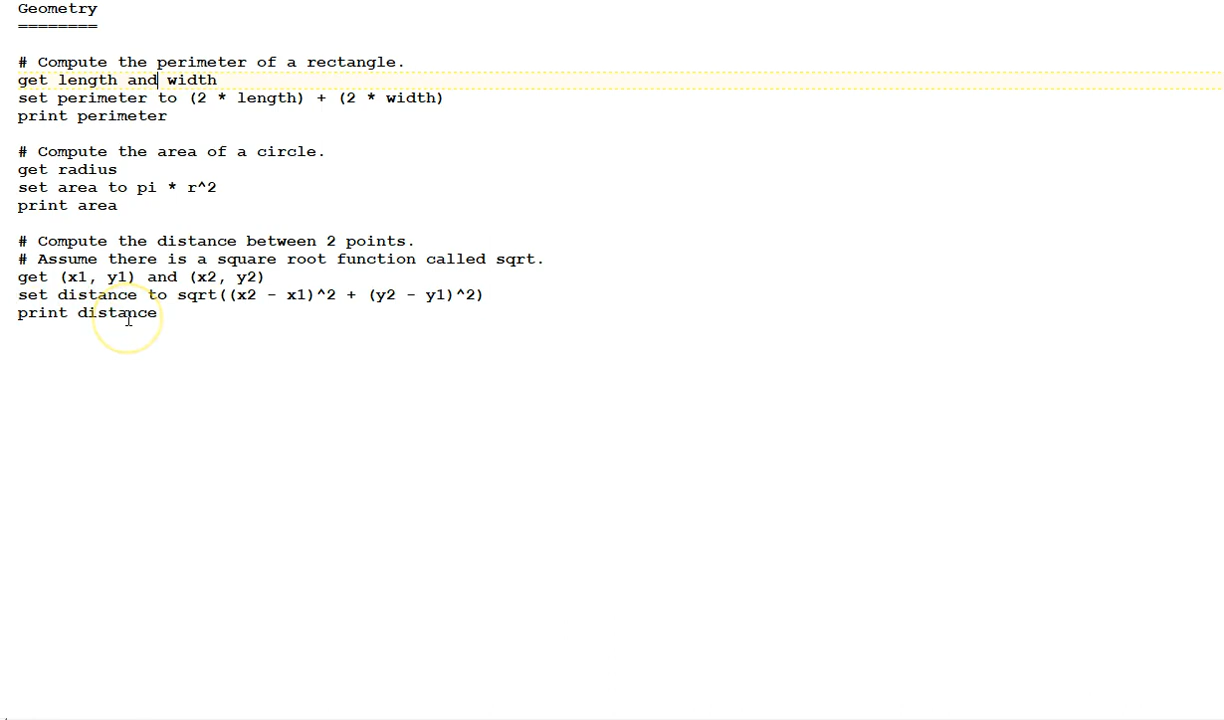 Geometry
========
# Compute the perimeter of a rectangle.
get length and width
set perimeter to (2 * length) + (2 * width)
print perimeter
# Compute the area of a circle.
get radius
set area to pi * r^2
print area
# Compute the distance between 2 points.
# Assume there is a square root function called sqrt.
get (x1, y1) and (x2, y2)
set distance to sqrt((x2 - x1)^2 + (y2 - y1)^2)
print distance